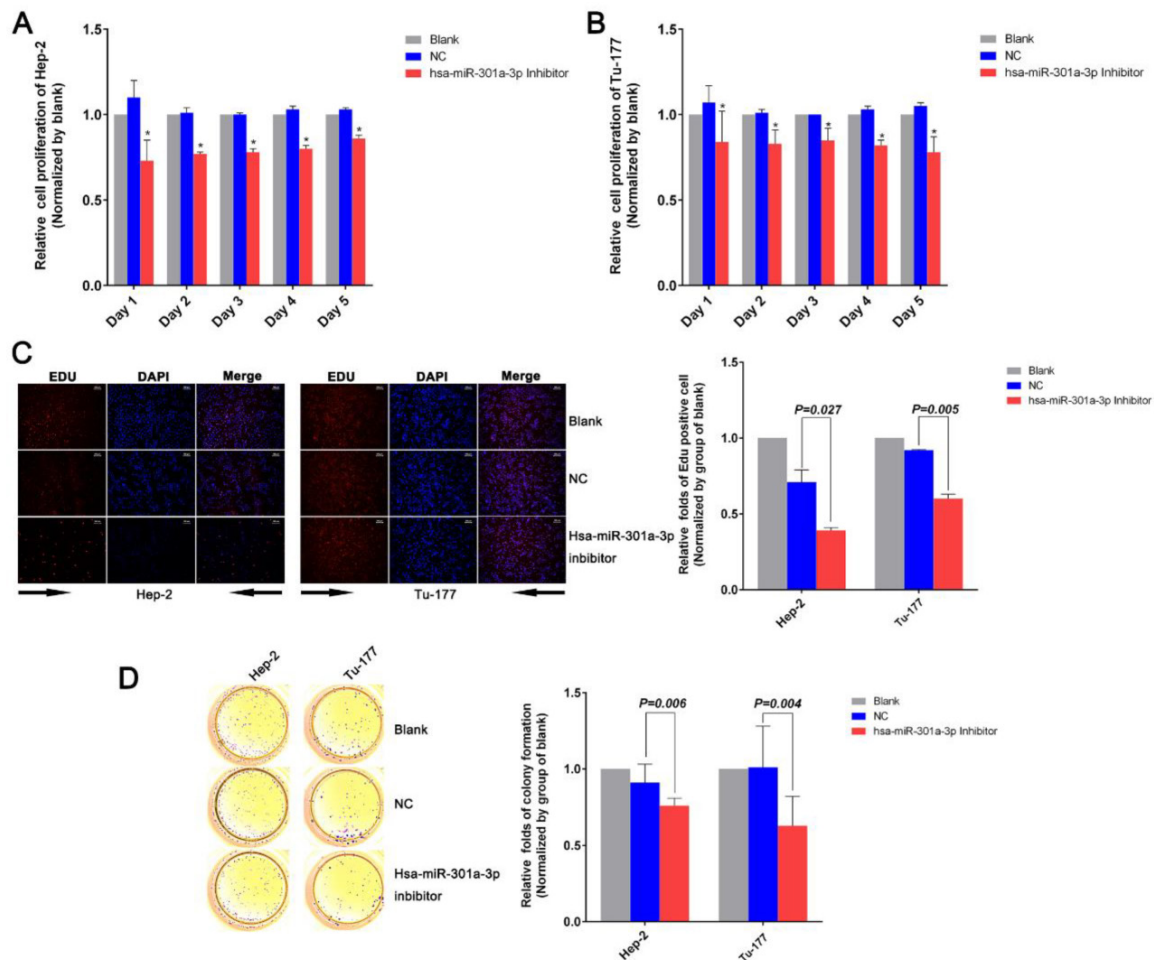 A
Relative cell proliferation of Hep-2
(Normalized by blank)
1.5
1.0
0.5
0.0
Day 1
Day 2
Day 3
Day 4
Day 5
*
*
*
*
*
Blank
NC
hsa-miR-301a-3p Inhibitor
B
Relative cell proliferation of Tu-177
(Normalized by blank)
1.5
1.0
0.5
0.0
Day 1
Day 2
Day 3
Day 4
Day 5
*
*
*
*
*
Blank
NC
hsa-miR-301a-3p Inhibitor
C
EDU DAPI Merge
EDU DAPI Merge
Blank
NC
Hsa-miR-301a-3p
inbibitor
Hep-2
Tu-177
Relative folds of Edu positive cell
(Normalized by group of blank)
1.5
1.0
0.5
0.0
P=0.027
P=0.005
Hep-2
Tu-177
Blank
NC
hsa-miR-301a-3p Inhibitor
D
Hep-2
Tu-177
Blank
NC
Hsa-miR-301a-3p
inbibitor
Relative folds of colony formation
(Normalized by group of blank)
1.5
1.0
0.5
0.0
P=0.006
P=0.004
Hep-2
Tu-177
Blank
NC
hsa-miR-301a-3p Inhibitor